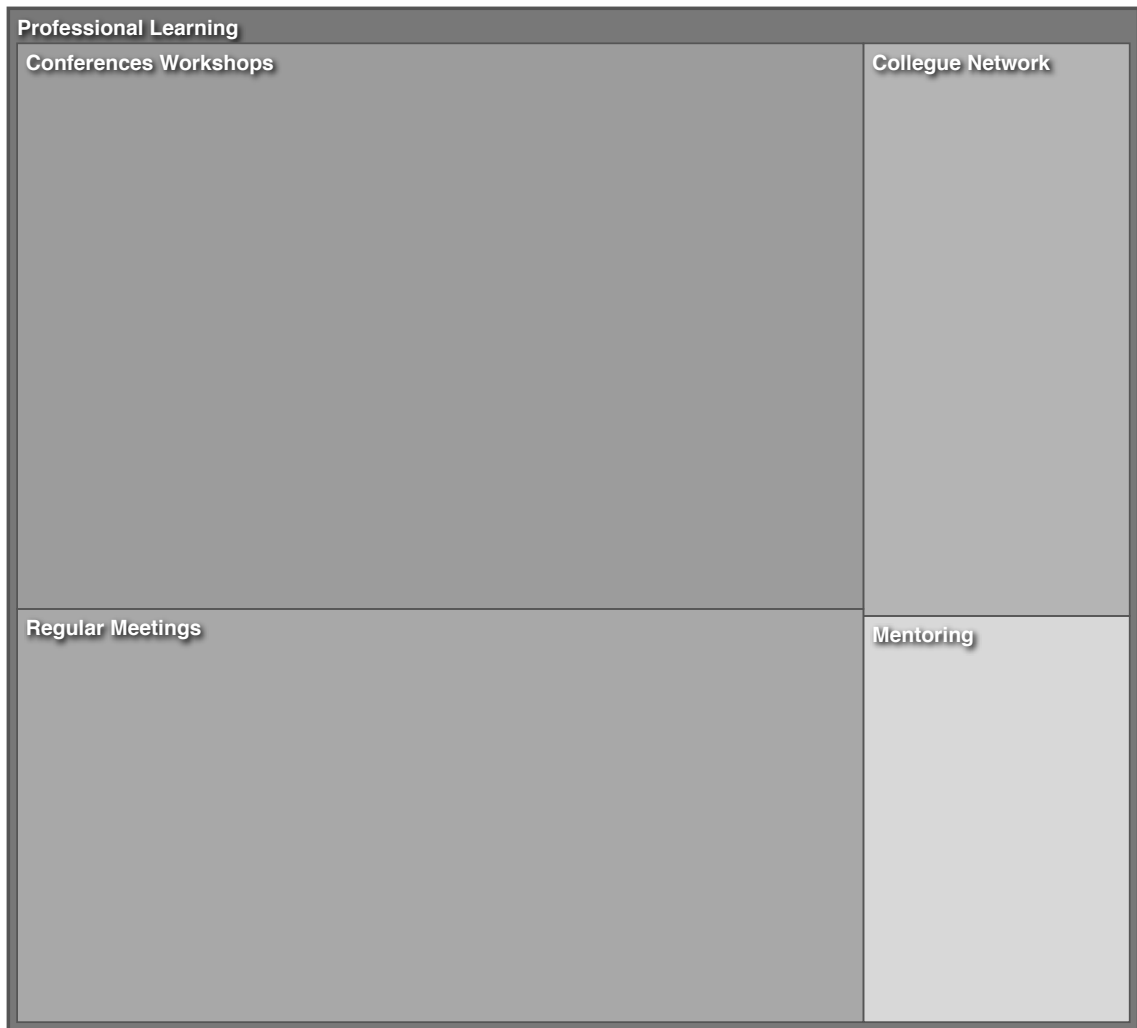 Professional Learning
Conferences Workshops
Collegue Network
Regular Meetings
Mentoring